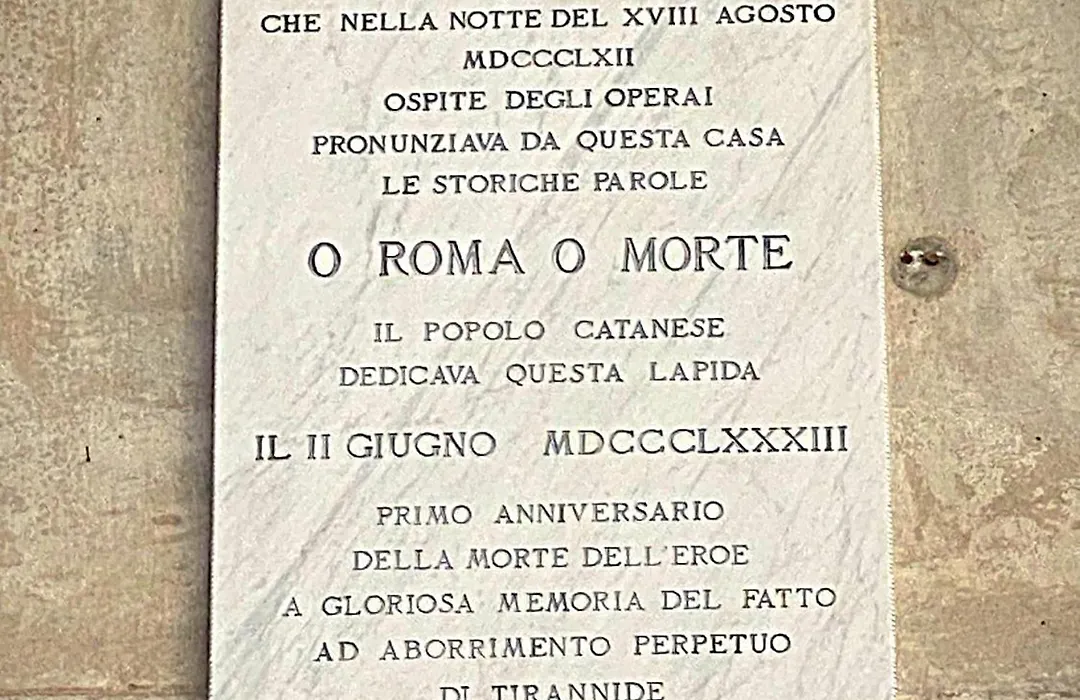 CHE NELLA NOTTE DEL XVIII AGOSTO
MDCCCLXII
OSPITE DEGLI OPERAI
PRONUNZIAVA DA QUESTA CASA
LE STORICHE PAROLE
O ROMA O MORTE
IL POPOLO CATANESE
DEDICAVA QUESTA LAPIDA
IL II GIUGNO MDCCCLXXXIII
PRIMO ANNIVERSARIO
DELLA MORTE DELL'EROE
A GLORIOSA MEMORIA DEL FATTO
AD ABORRIMENTO PERPETUO
DI TIRANNIDE